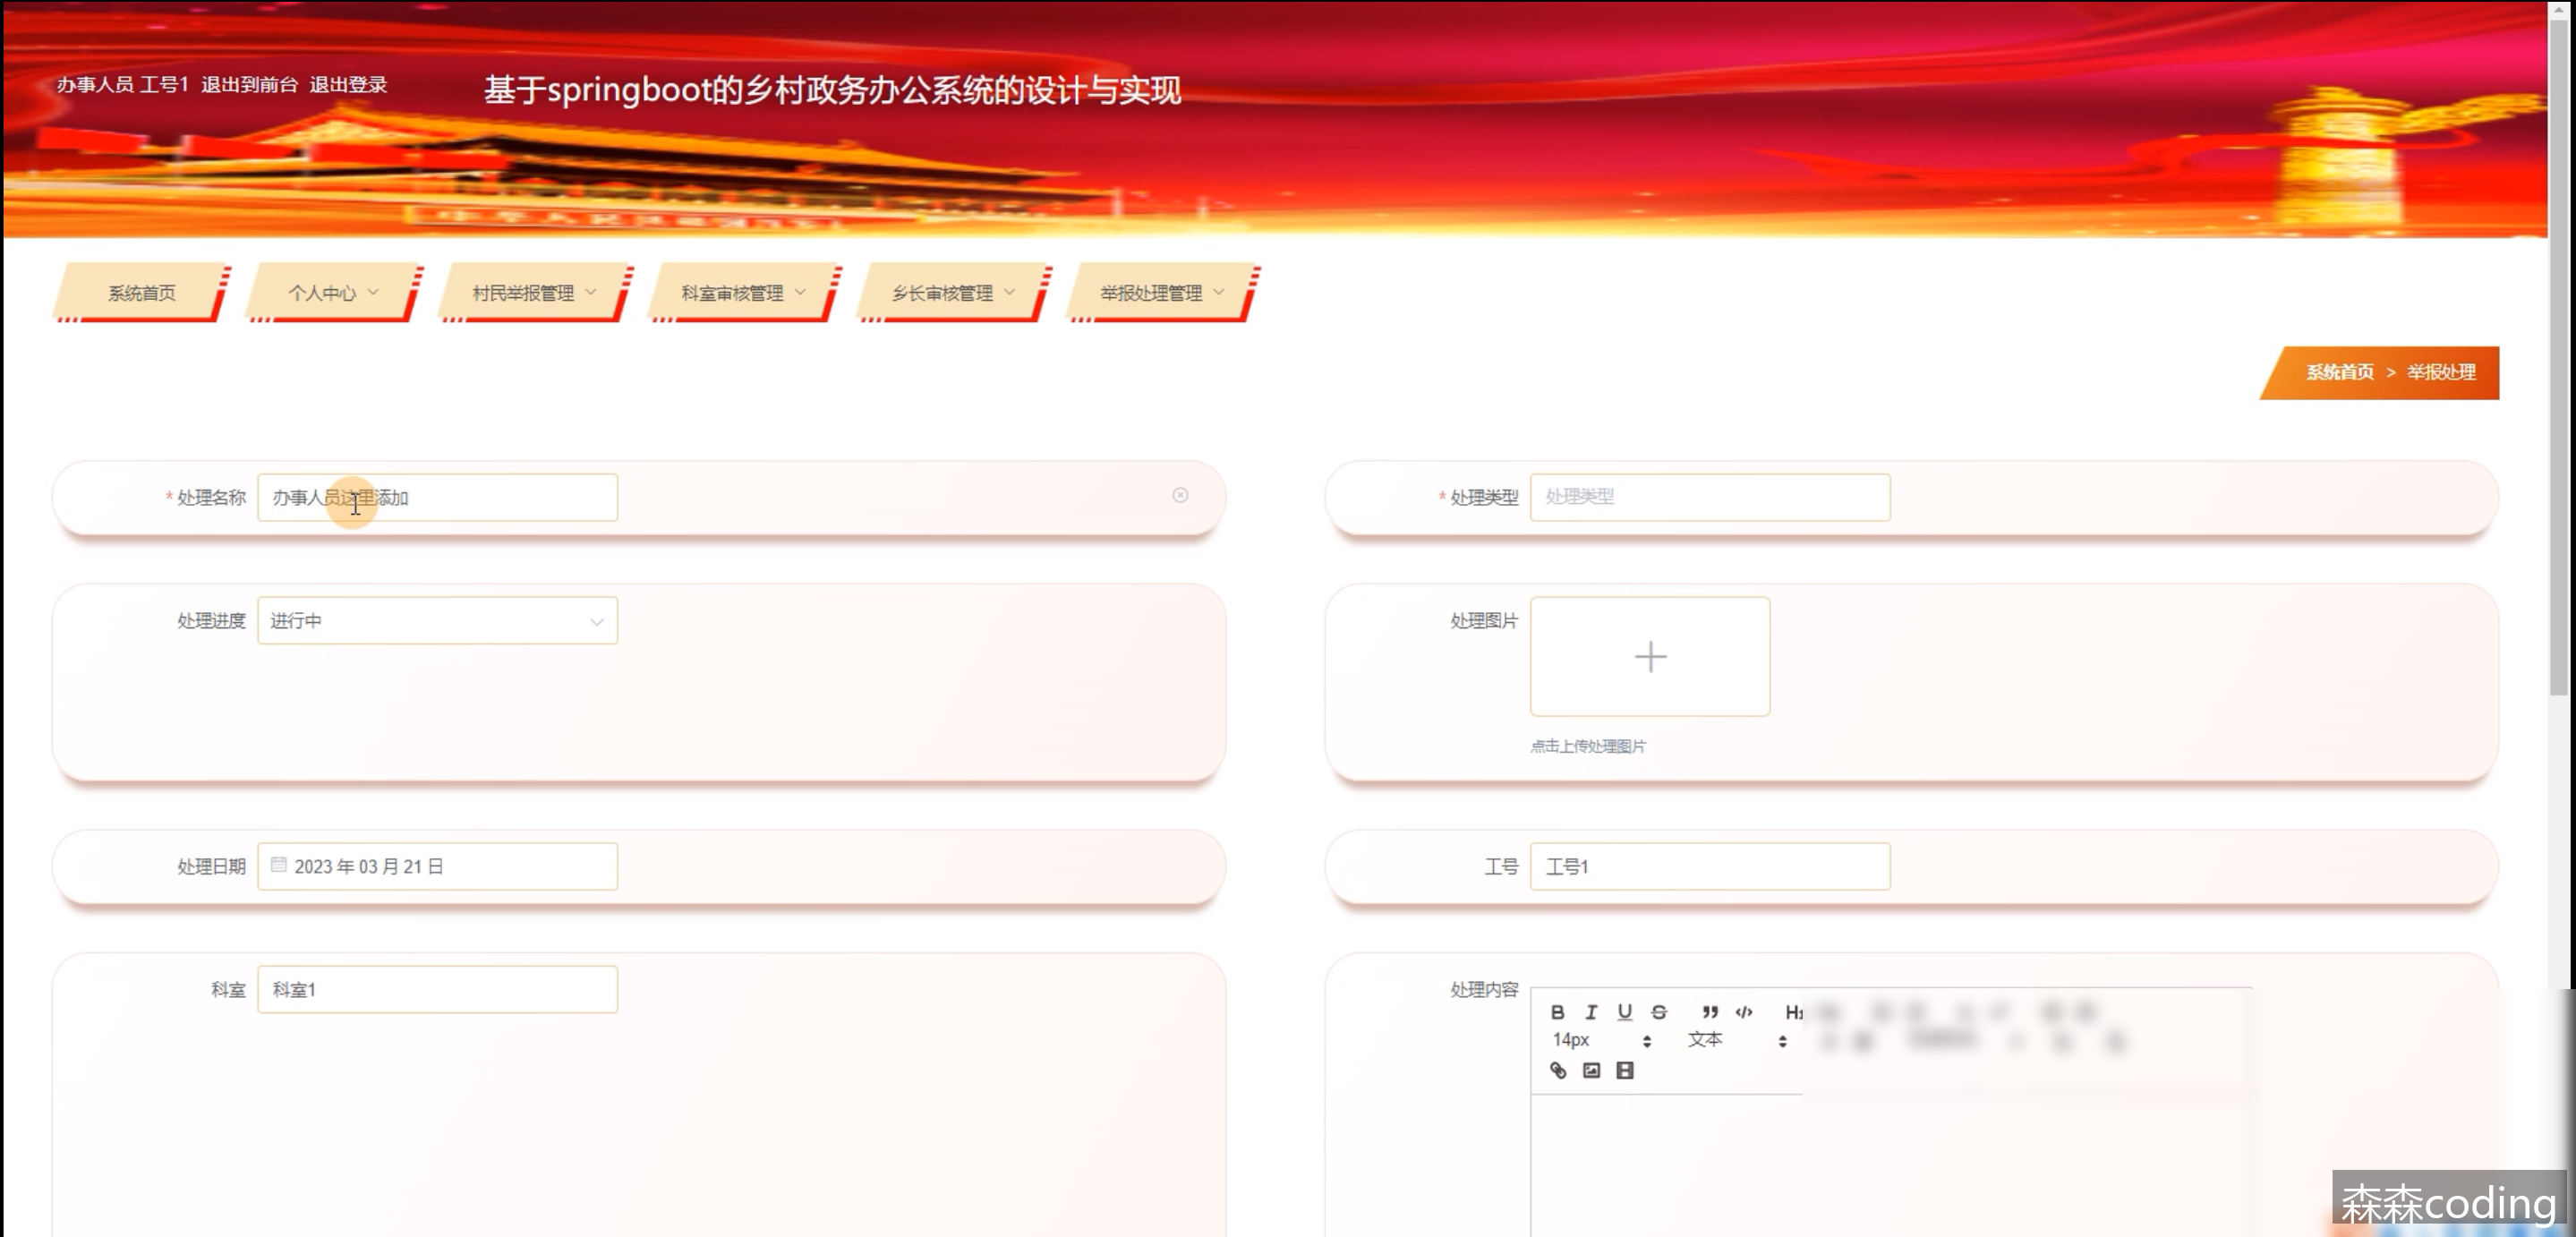 办事人员 工号1 退出到前台 退出登录
基于springboot的乡村政务办公系统的设计与实现
系统首页
个人中心
村民举报管理
科室审核管理
乡长审核管理
举报处理管理
系统首页 > 举报处理
* 处理名称 办事人员这里添加
* 处理类型 处理类型
处理进度 进行中
处理图片
点击上传处理图片
处理日期 2023 年 03 月 21 日
工号 工号1
科室 科室1
处理内容
14px 文本
森森coding